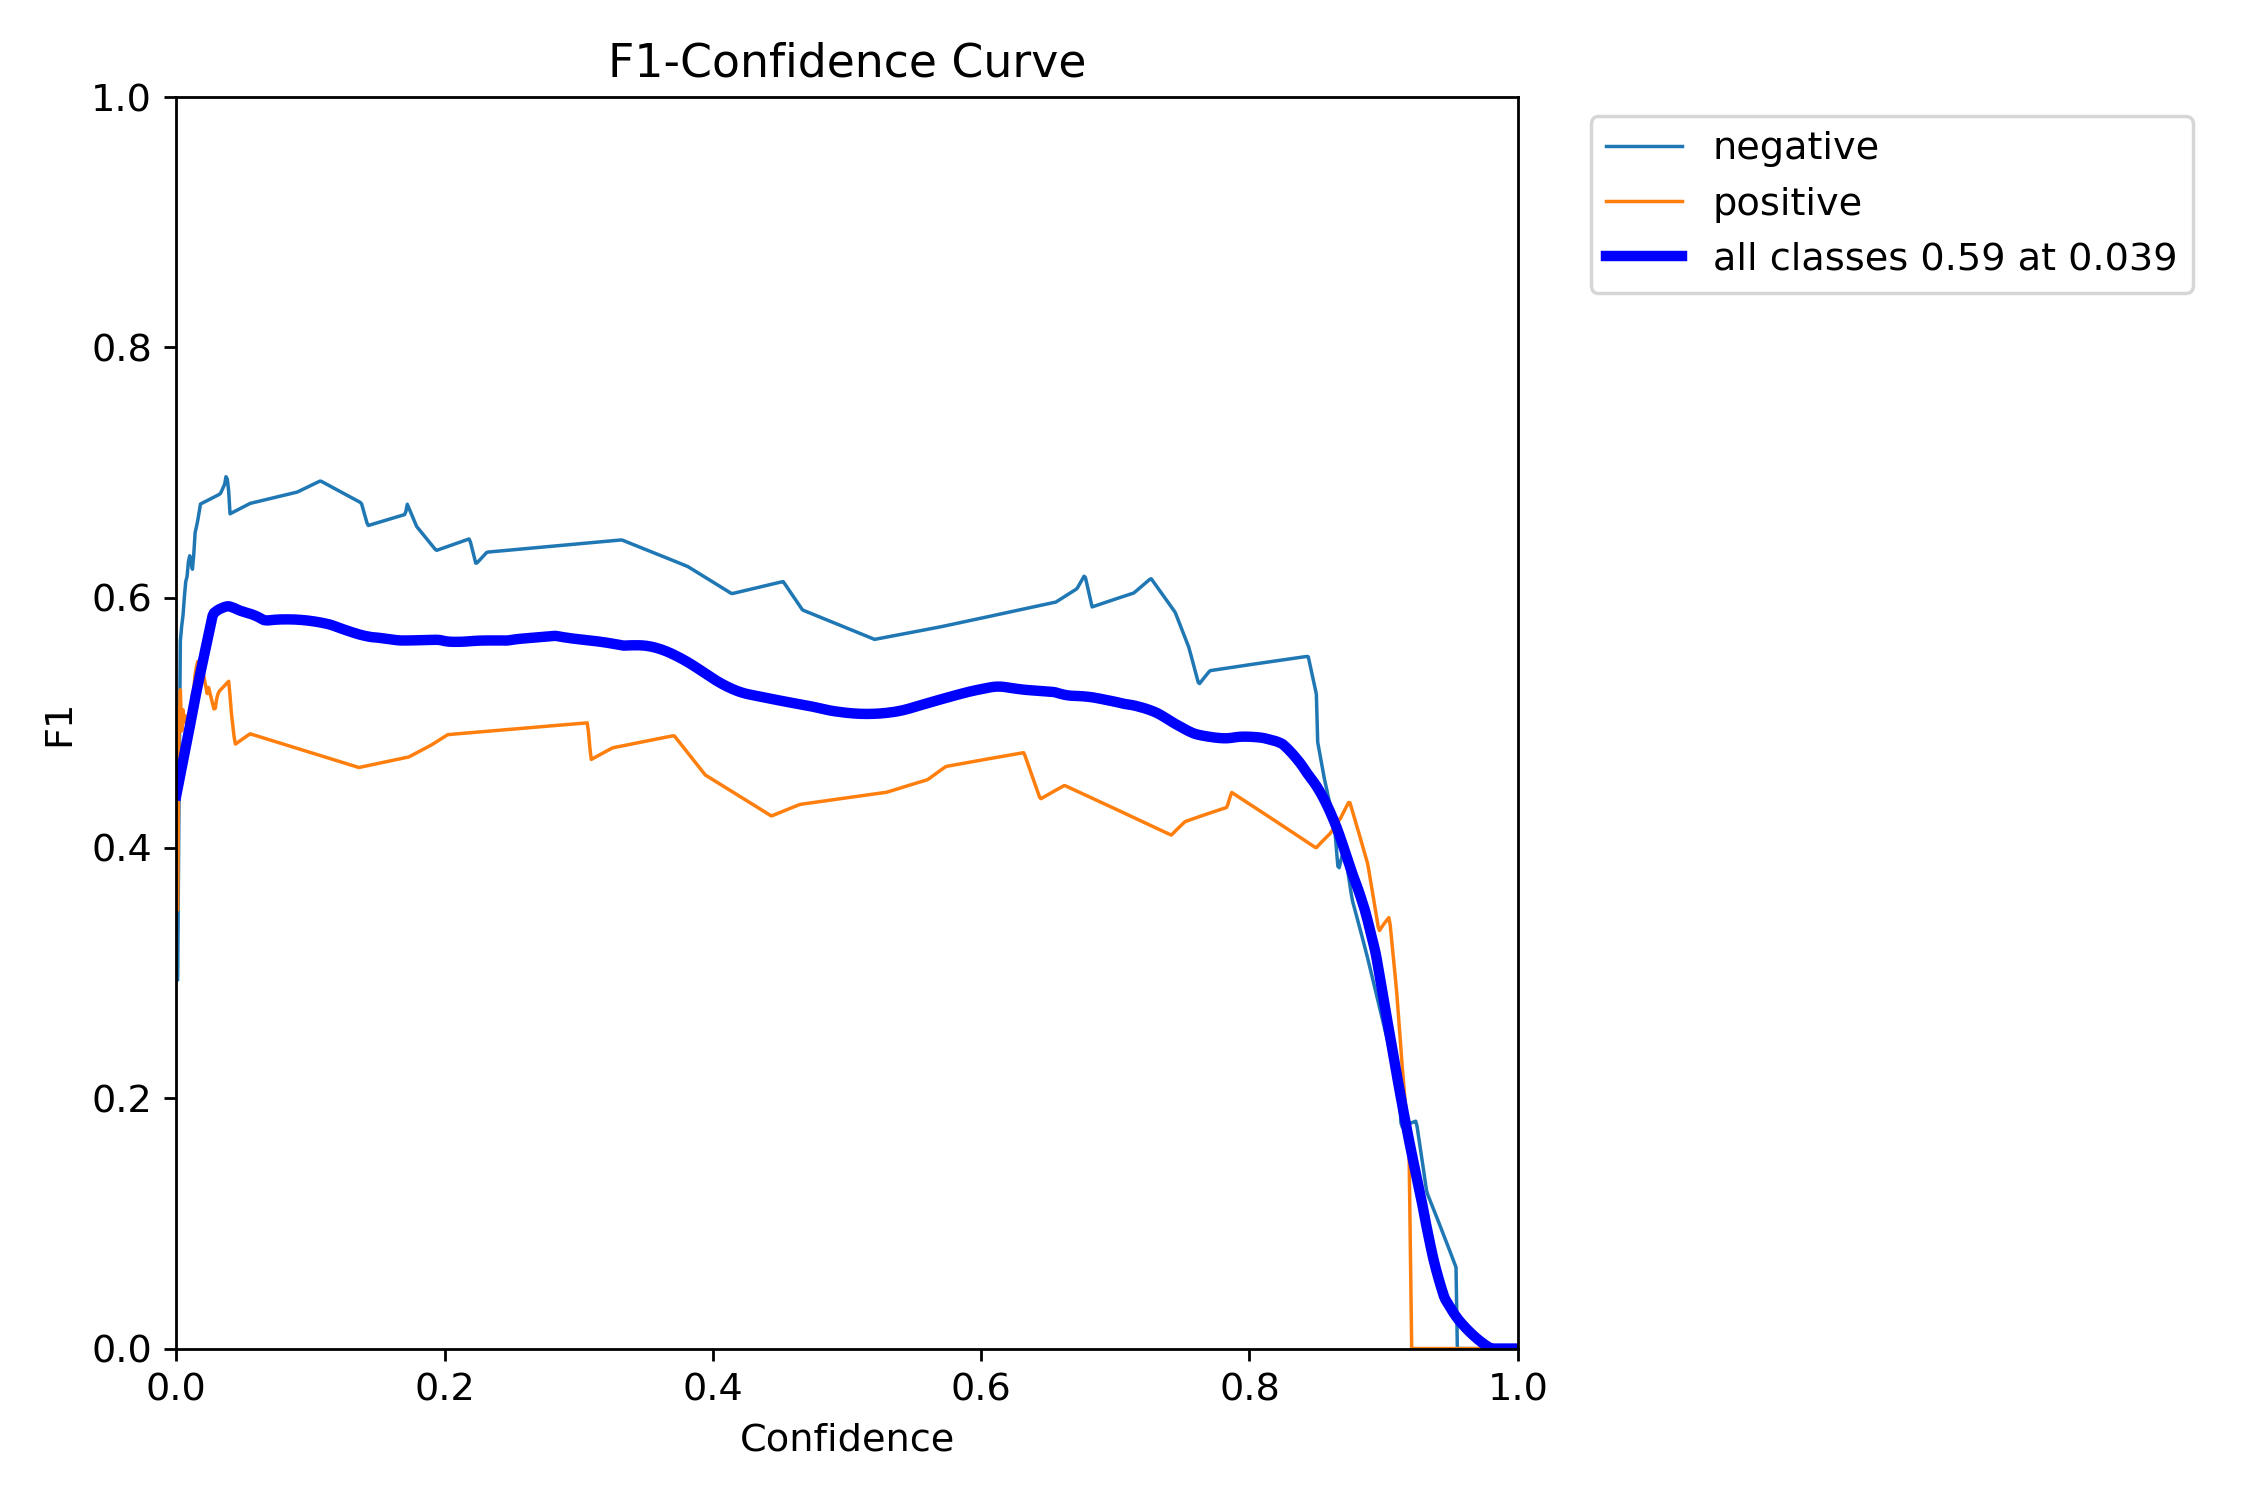 F1-Confidence Curve
1.0
0.8
0.6
0.4
0.2
0.0
F1
0.0 0.2 0.4 0.6 0.8 1.0
Confidence
negative
positive
all classes 0.59 at 0.039